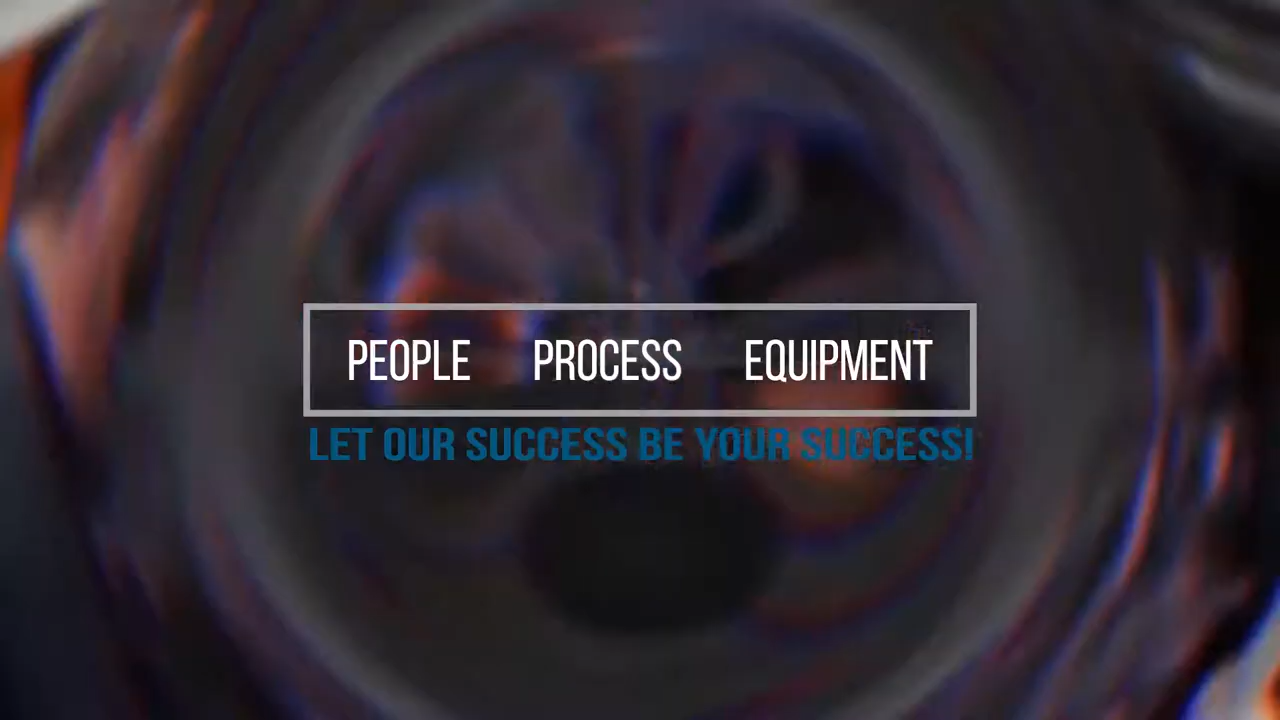 PEOPLE PROCESS EQUIPMENT
LET OUR SUCCESS BE YOUR SUCCESS!